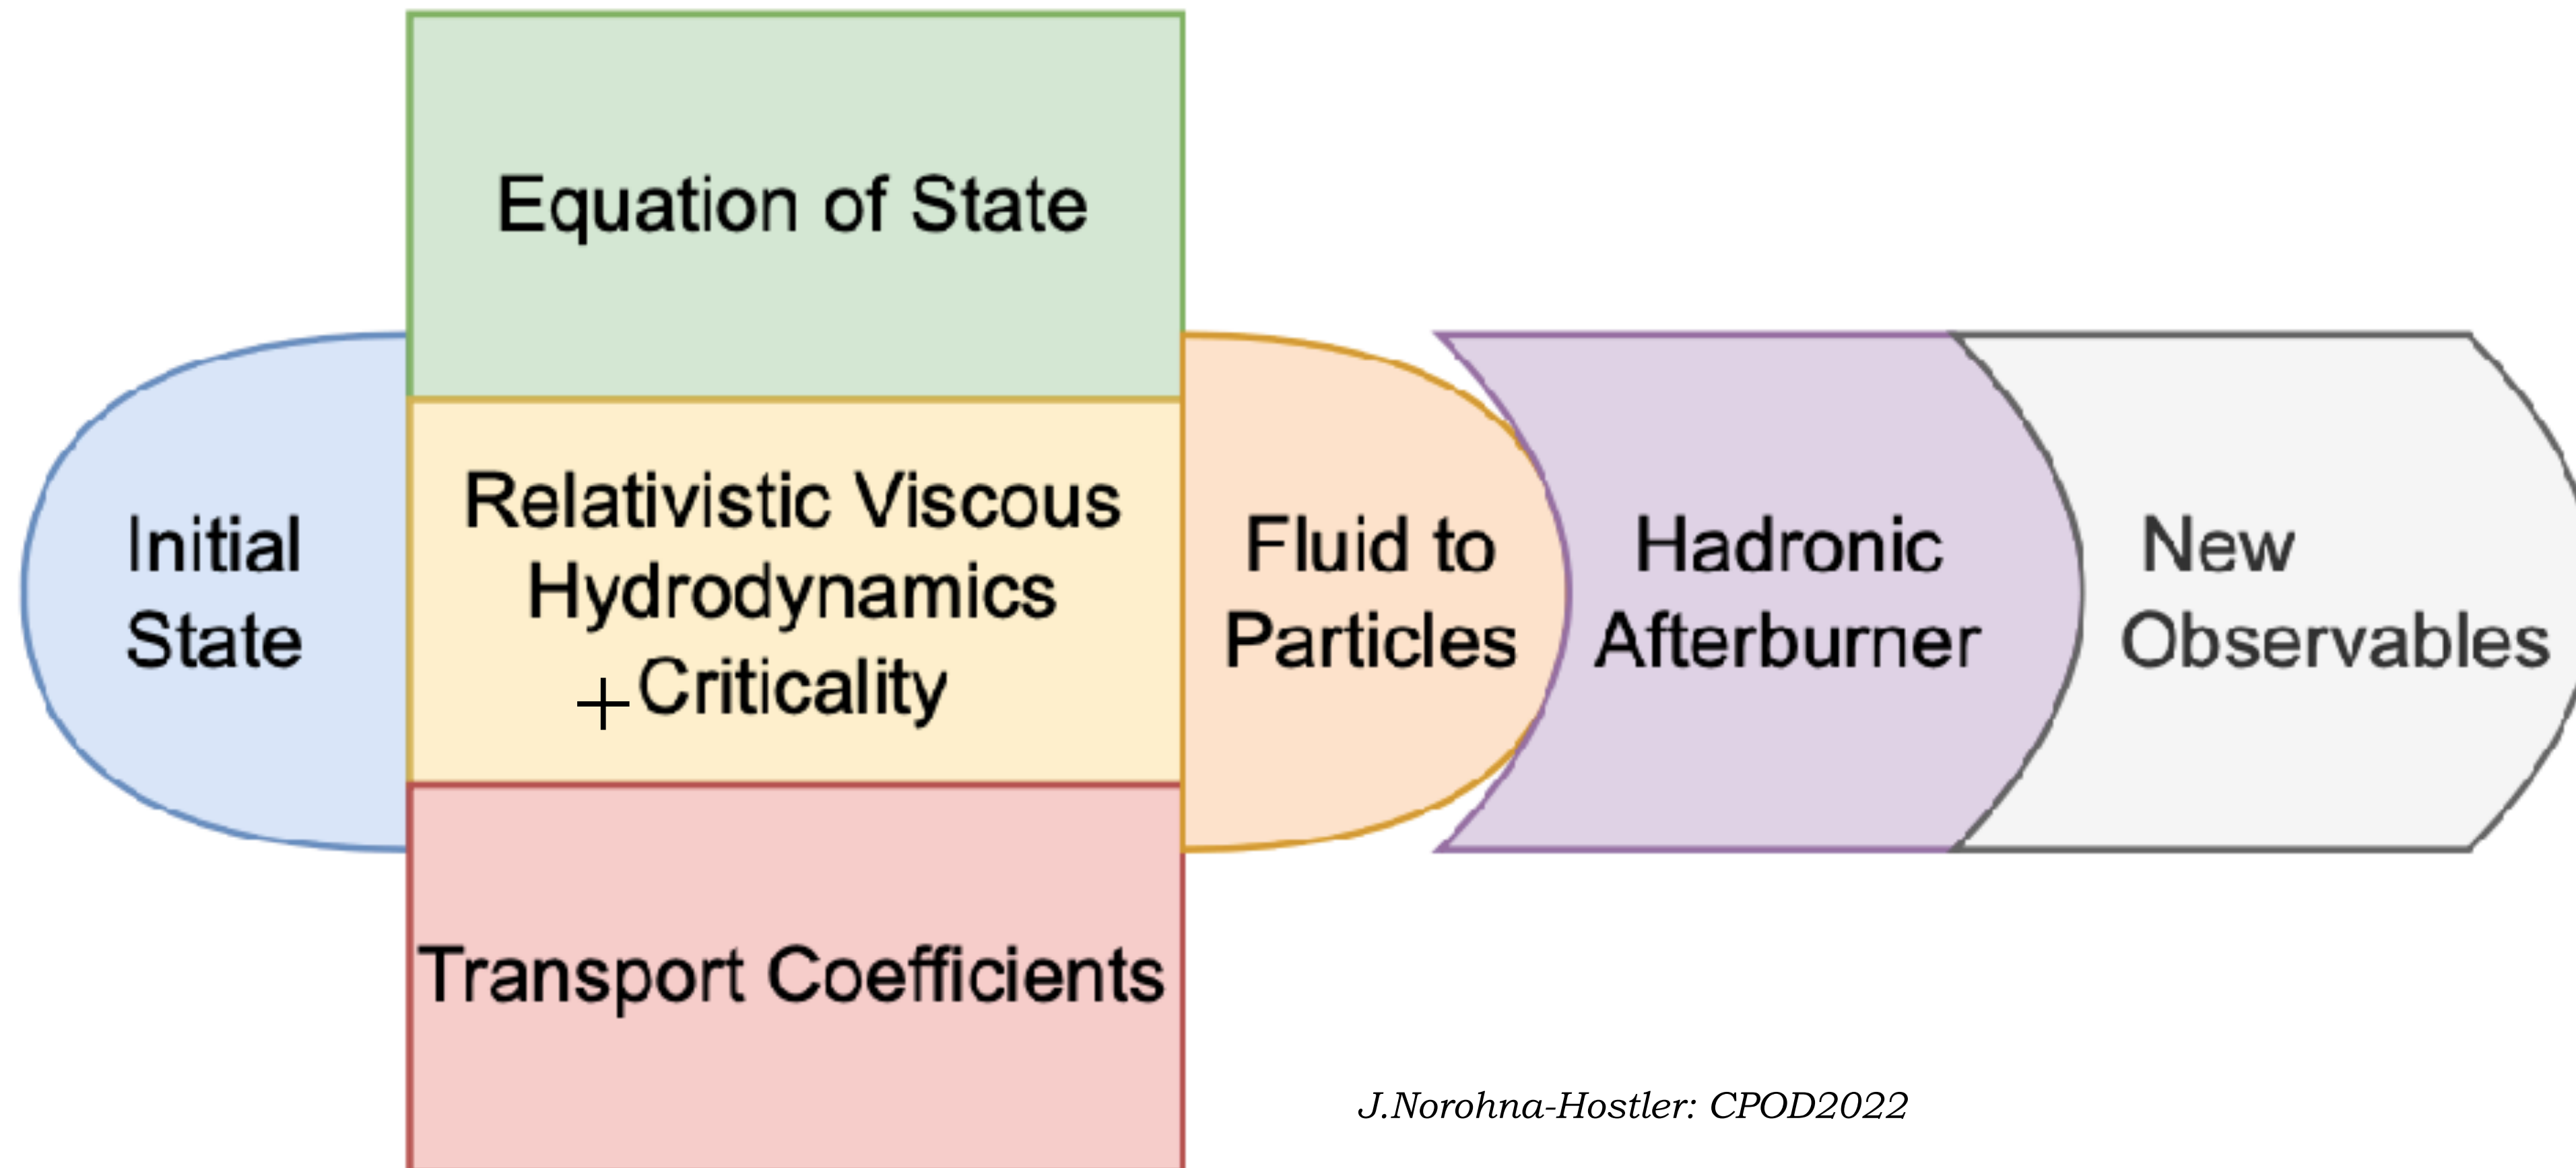 Equation of State
Initial
State
Relativistic Viscous
Hydrodynamics
+Criticality
Fluid to
Particles
Hadronic
Afterburner
New
Observables
Transport Coefficients
J.Norohna-Hostler: CPOD2022